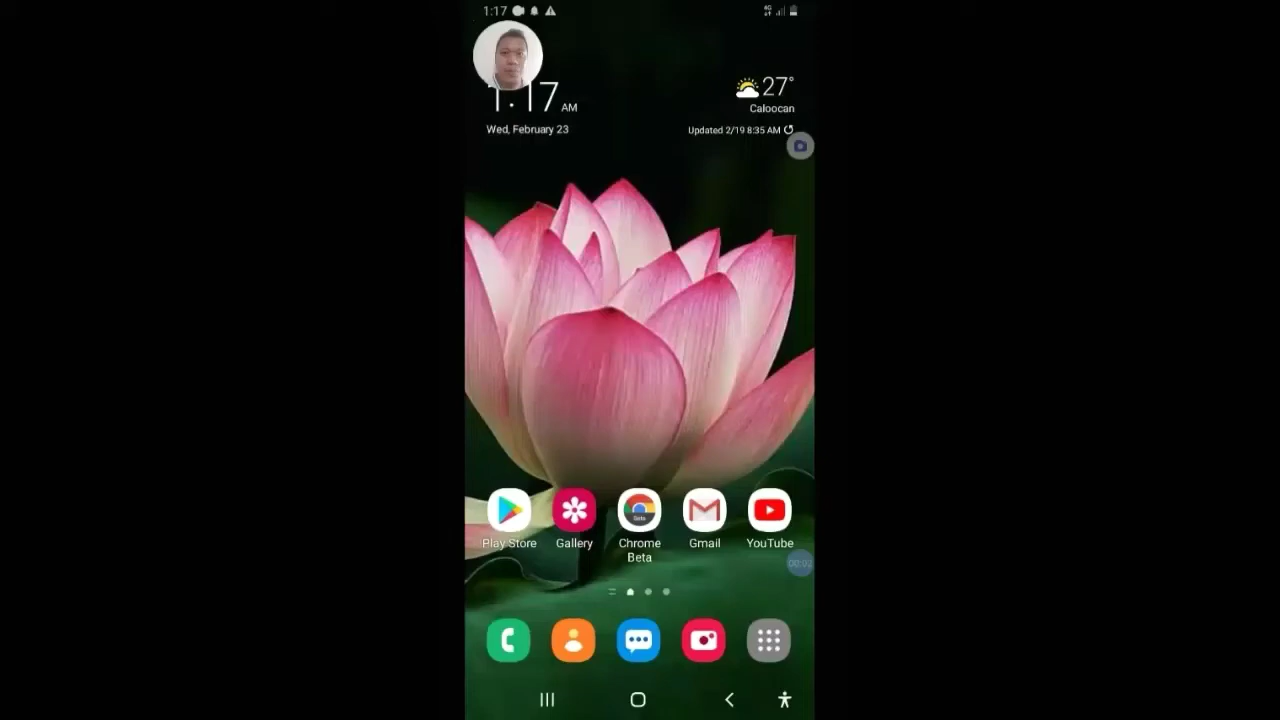 1:17
4G
1:17 AM
27°
Caloocan
Wed, February 23
Updated 2/19 8:35 AM
Play Store
Gallery
Chrome Beta
Gmail
YouTube